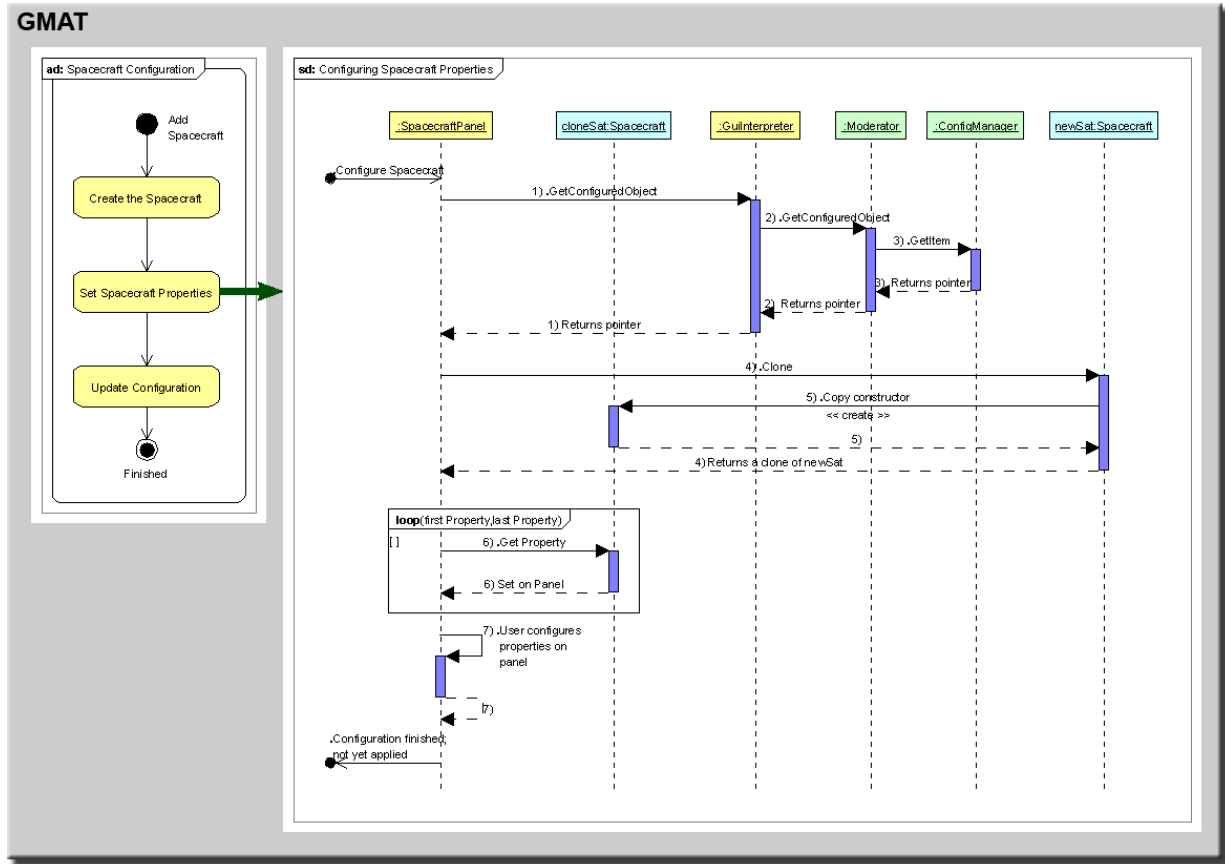 GMAT
ad: Spacecraft Configuration
Add
Spacecraft
Create the Spacecraft
Set Spacecraft Properties
Update Configuration
Finished
sd: Configuring Spacecraft Properties
:SpacecraftPanel
cloneSat:Spacecraft
:GuiInterpreter
:Moderator
:ConfigManager
newSat:Spacecraft
.Configure Spacecraft
1) .GetConfiguredObject
2) .GetConfiguredObject
3) .GetItem
3) Returns pointer
2) Returns pointer
1) Returns pointer
4) .Clone
5) .Copy constructor
<< create >>
5)
4) Returns a clone of newSat
loop(first Property,last Property)
[ ]
6) .Get Property
6) Set on Panel
7) .User configures
properties on
panel
7)
.Configuration finished;
not yet applied